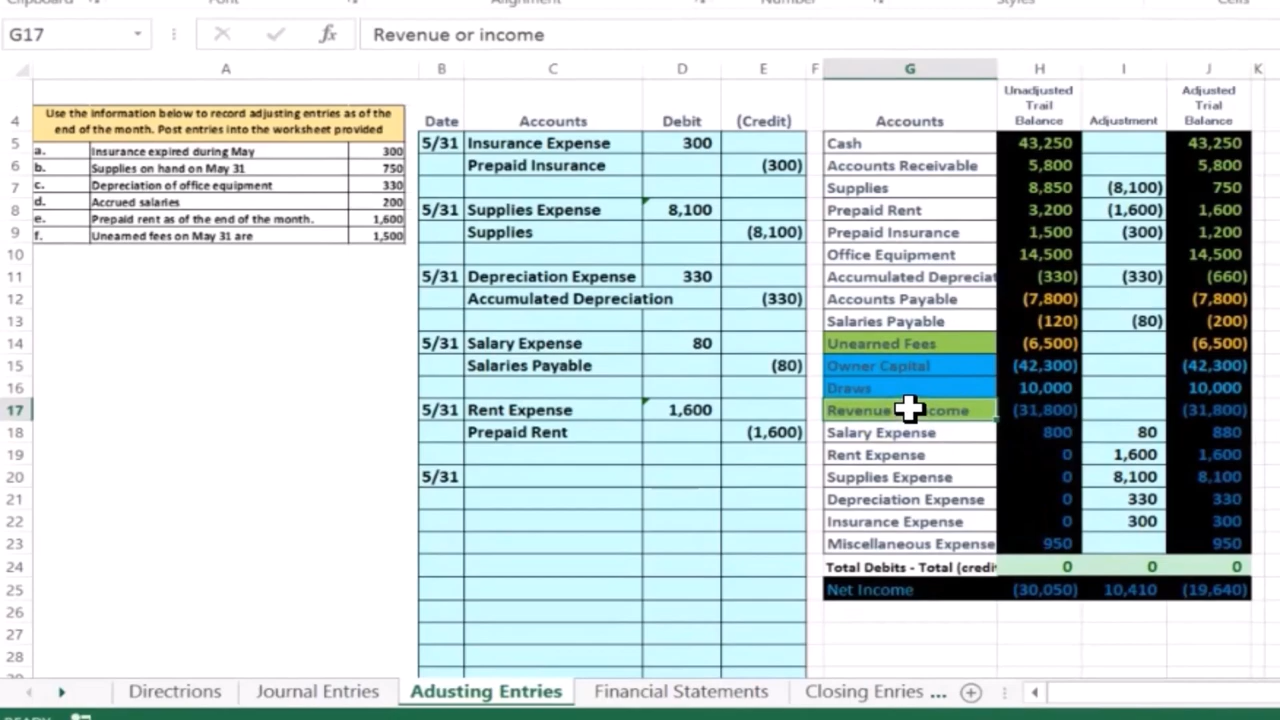 Clipboard Font Alignment Number Styles Cells
G17 fx Revenue or income
A B C D E F G H I J K
4 Use the information below to record adjusting entries as of the end of the month. Post entries into the worksheet provided Date Accounts Debit (Credit) Accounts Unadjusted Trail Balance Adjustment Adjusted Trial Balance
5 5/31 Insurance Expense 300 Cash 43,250 43,250
a. Insurance expired during May 300
6 Prepaid Insurance (300) Accounts Receivable 5,800 5,800
b. Supplies on hand on May 31 750
7 Supplies 8,850 (8,100) 750
c. Depreciation of office equipment 330
8 5/31 Supplies Expense 8,100 Prepaid Rent 3,200 (1,600) 1,600
d. Accrued salaries 200
e. Prepaid rent as of the end of the month. 1,600
9 Supplies (8,100) Prepaid Insurance 1,500 (300) 1,200
f. Unearned fees on May 31 are 1,500
10 Office Equipment 14,500 14,500
11 5/31 Depreciation Expense 330 Accumulated Depreciat (330) (330) (660)
12 Accumulated Depreciation (330) Accounts Payable (7,800) (7,800)
13 Salaries Payable (120) (80) (200)
14 5/31 Salary Expense 80 Unearned Fees (6,500) (6,500)
15 Salaries Payable (80) Owner Capital (42,300) (42,300)
16 Draws 10,000 10,000
17 5/31 Rent Expense 1,600 Revenue come (31,800) (31,800)
18 Prepaid Rent (1,600) Salary Expense 800 80 880
19 Rent Expense 0 1,600 1,600
20 5/31 Supplies Expense 0 8,100 8,100
21 Depreciation Expense 0 330 330
22 Insurance Expense 0 300 300
23 Miscellaneous Expense 950 950
24 Total Debits - Total (credi 0 0 0
25 Net Income (30,050) 10,410 (19,640)
26
27
28
Directrions Journal Entries Adusting Entries Financial Statements Closing Enries ...